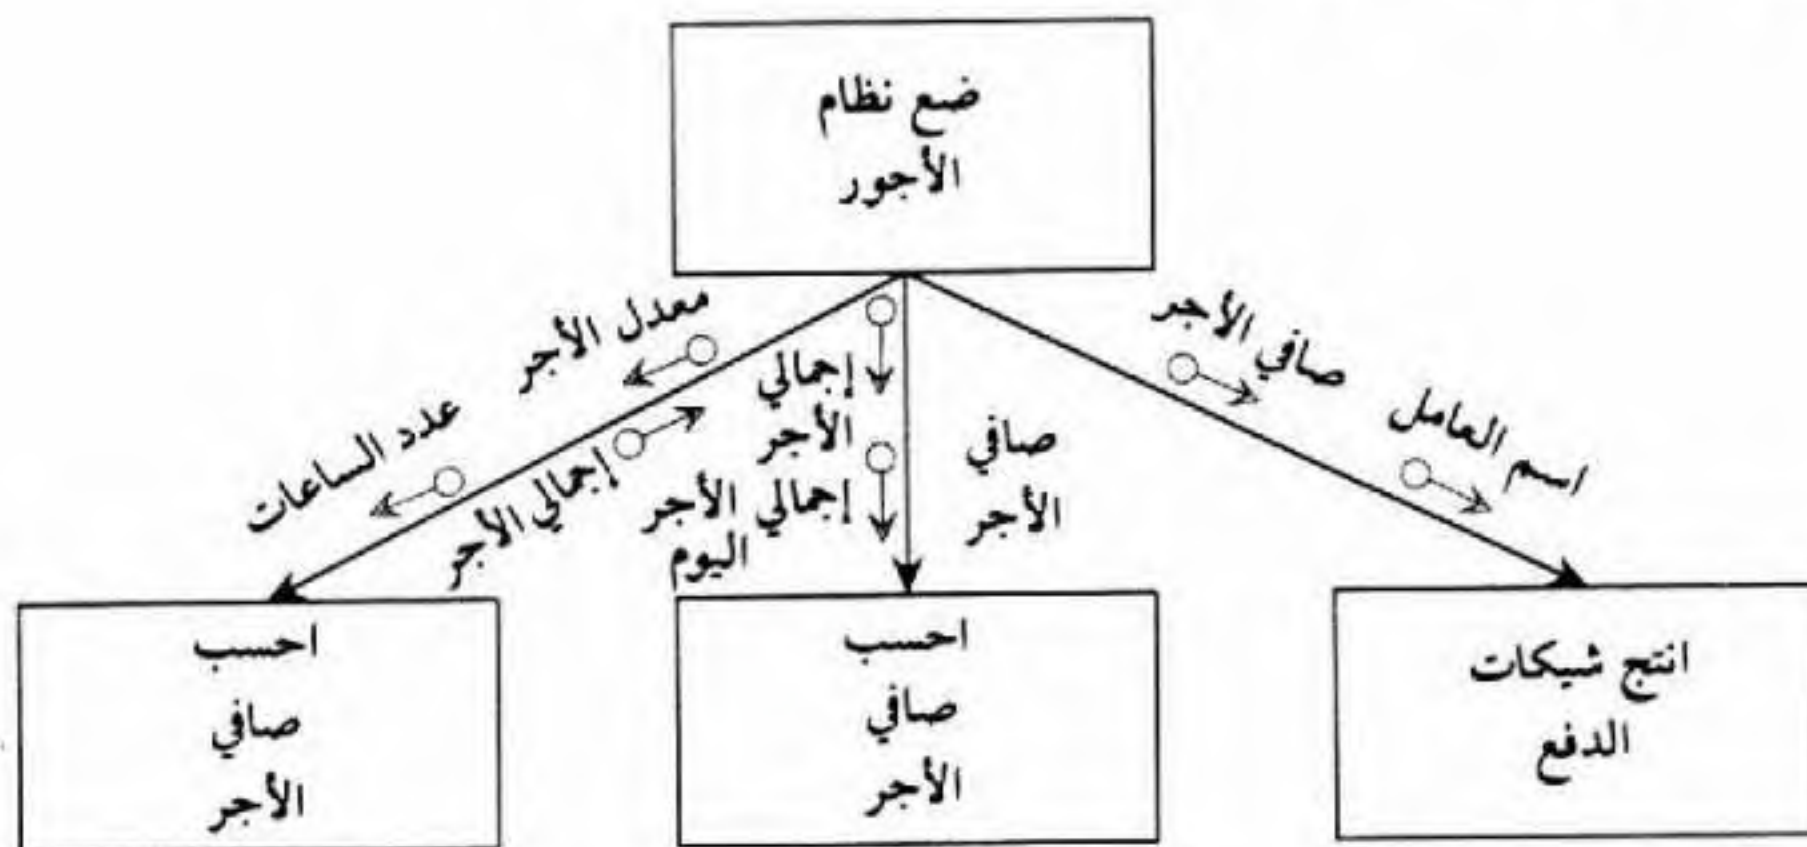 ضع نظام
الأجور
معدل الأجر
عدد الساعات
إجمالي الأجر
إجمالي
الأجر
إجمالي الأجر
اليوم
صافي
الأجر
صافي الأجر
اسم العامل
احسب
صافي
الأجر
احسب
صافي
الأجر
انتج شيكات
الدفع